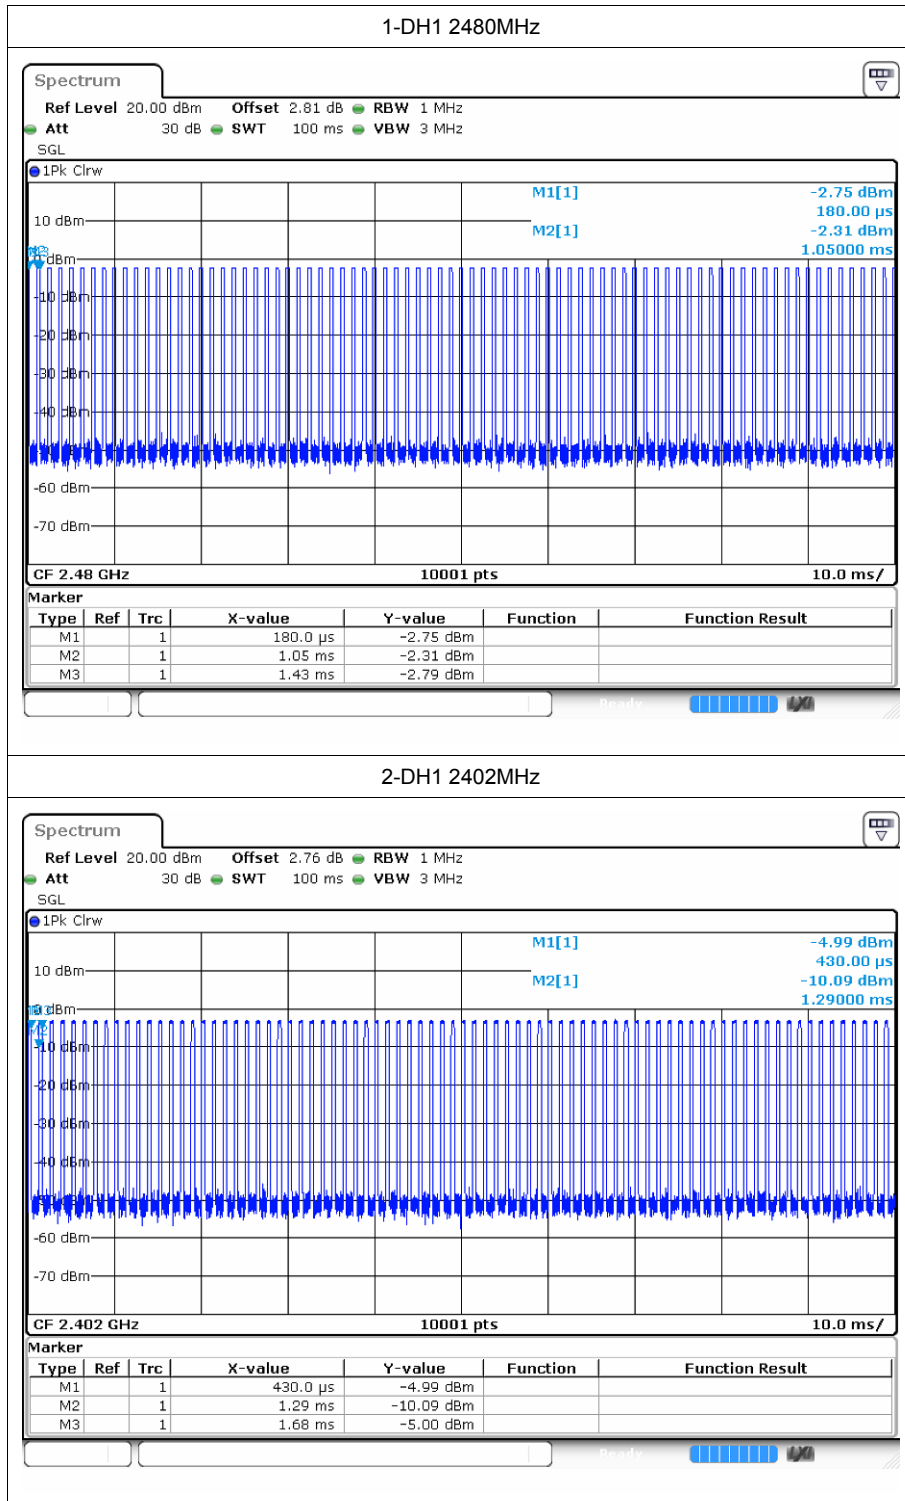 1-DH1 2480MHz
Spectrum
Ref Level 20.00 dBm Offset 2.81 dB RBW 1 MHz
Att 30 dB SWT 100 ms VBW 3 MHz
SGL
1Pk Clrw
M1[1] -2.75 dBm
180.00 µs
10 dBm
M2[1] -2.31 dBm
1.05000 ms
dBm
-10 dBm
-20 dBm
-30 dBm
-40 dBm
-60 dBm
-70 dBm
CF 2.48 GHz 10001 pts 10.0 ms/
Marker
Type Ref Trc X-value Y-value Function Function Result
M1 1 180.0 µs -2.75 dBm
M2 1 1.05 ms -2.31 dBm
M3 1 1.43 ms -2.79 dBm
Ready LXI
2-DH1 2402MHz
Spectrum
Ref Level 20.00 dBm Offset 2.76 dB RBW 1 MHz
Att 30 dB SWT 100 ms VBW 3 MHz
SGL
1Pk Clrw
M1[1] -4.99 dBm
430.00 µs
10 dBm
M2[1] -10.09 dBm
1.29000 ms
dBm
-10 dBm
-20 dBm
-30 dBm
-40 dBm
-60 dBm
-70 dBm
CF 2.402 GHz 10001 pts 10.0 ms/
Marker
Type Ref Trc X-value Y-value Function Function Result
M1 1 430.0 µs -4.99 dBm
M2 1 1.29 ms -10.09 dBm
M3 1 1.68 ms -5.00 dBm
Ready LXI